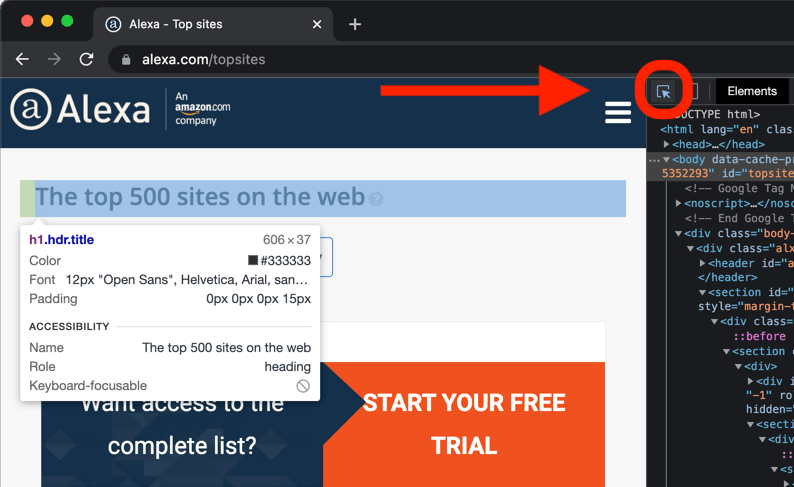 Alexa - Top sites
alexa.com/topsites
a Alexa
An
amazon.com
company
Elements
The top 500 sites on the web
h1.hdr.title 606 × 37
Color #333333
Font 12px "Open Sans", Helvetica, Arial, san…
Padding 0px 0px 0px 15px
ACCESSIBILITY
Name The top 500 sites on the web
Role heading
Keyboard-focusable
Want access to the
complete list?
START YOUR FREE
TRIAL
DOCTYPE html>
<html lang="en" clas
<head>…</head>
<body data-cache-pr
5352293" id="topsite
<!-- Google Tag M
<noscript>…</nosc
<!-- End Google T
<div class="body-
<div class="alx
<header id="a
</header>
<section id="
style="margin-t
<div class=
::before
<section c
<div>
<div i
"-1" ro
hidden=
<secti
<div
::
<s